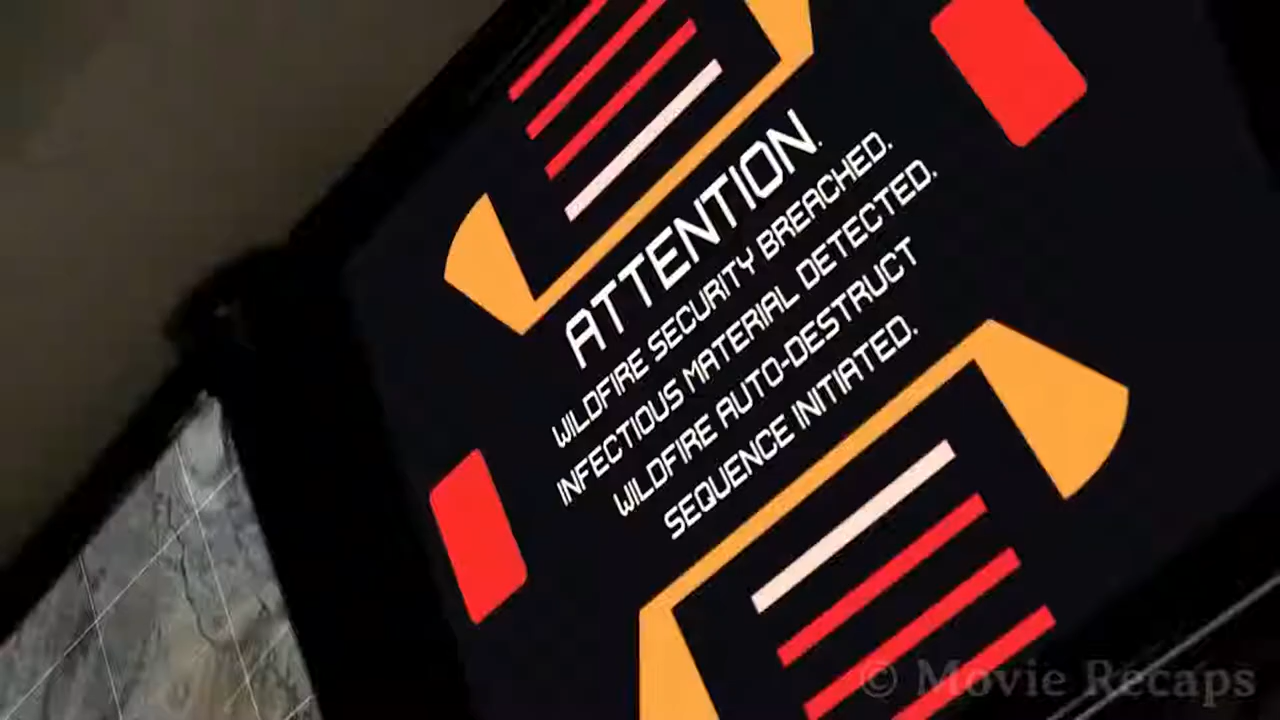 ATTENTION.
WILDFIRE SECURITY BREACHED.
INFECTIOUS MATERIAL DETECTED.
WILDFIRE AUTO-DESTRUCT
SEQUENCE INITIATED.
© Movie Recaps